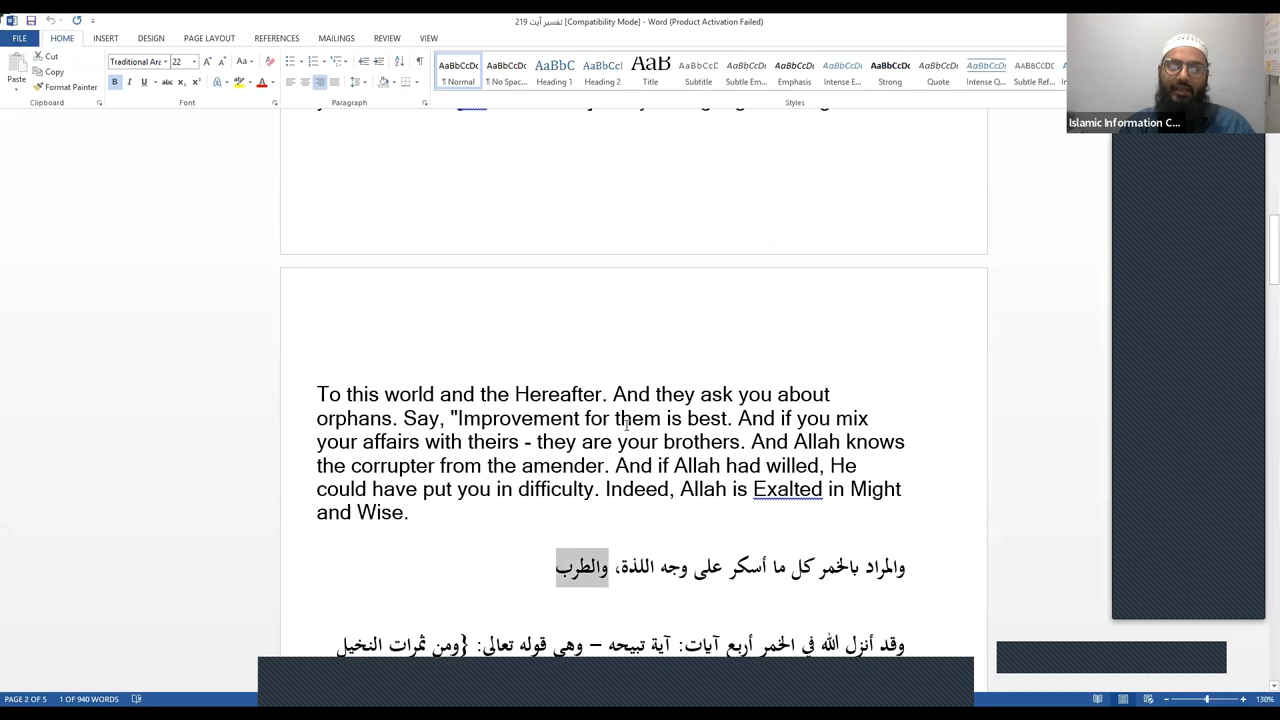 تفسير آيت 219 [Compatibility Mode] - Word (Product Activation Failed)
FILE HOME INSERT DESIGN PAGE LAYOUT REFERENCES MAILINGS REVIEW VIEW
Cut
Copy
Format Painter
Paste
Traditional Ara 22
Clipboard Font Paragraph Styles
AaBbCcDc AaBbCcDc AaBbC AaBbCc AaB AaBbCcD AaBbCcDc AaBbCcDc AaBbCcDc AaBbCcDc AaBbCcDc AaBbCcDc AaBbCcDc
¶ Normal ¶ No Spac... Heading 1 Heading 2 Title Subtitle Subtle Em... Emphasis Intense E... Strong Quote Intense Q... Subtle Ref...
Islamic Information C...
To this world and the Hereafter. And they ask you about
orphans. Say, "Improvement for them is best. And if you mix
your affairs with theirs - they are your brothers. And Allah knows
the corrupter from the amender. And if Allah had willed, He
could have put you in difficulty. Indeed, Allah is Exalted in Might
and Wise.
والمراد بالخمر كل ما أسكر على وجه اللذة، والطرب
وقد أنزل الله في الخمر أربع آيات: آية تبيحه – وهي قوله تعالى: {ومن ثمرات النخيل
PAGE 2 OF 5 1 OF 940 WORDS 130%